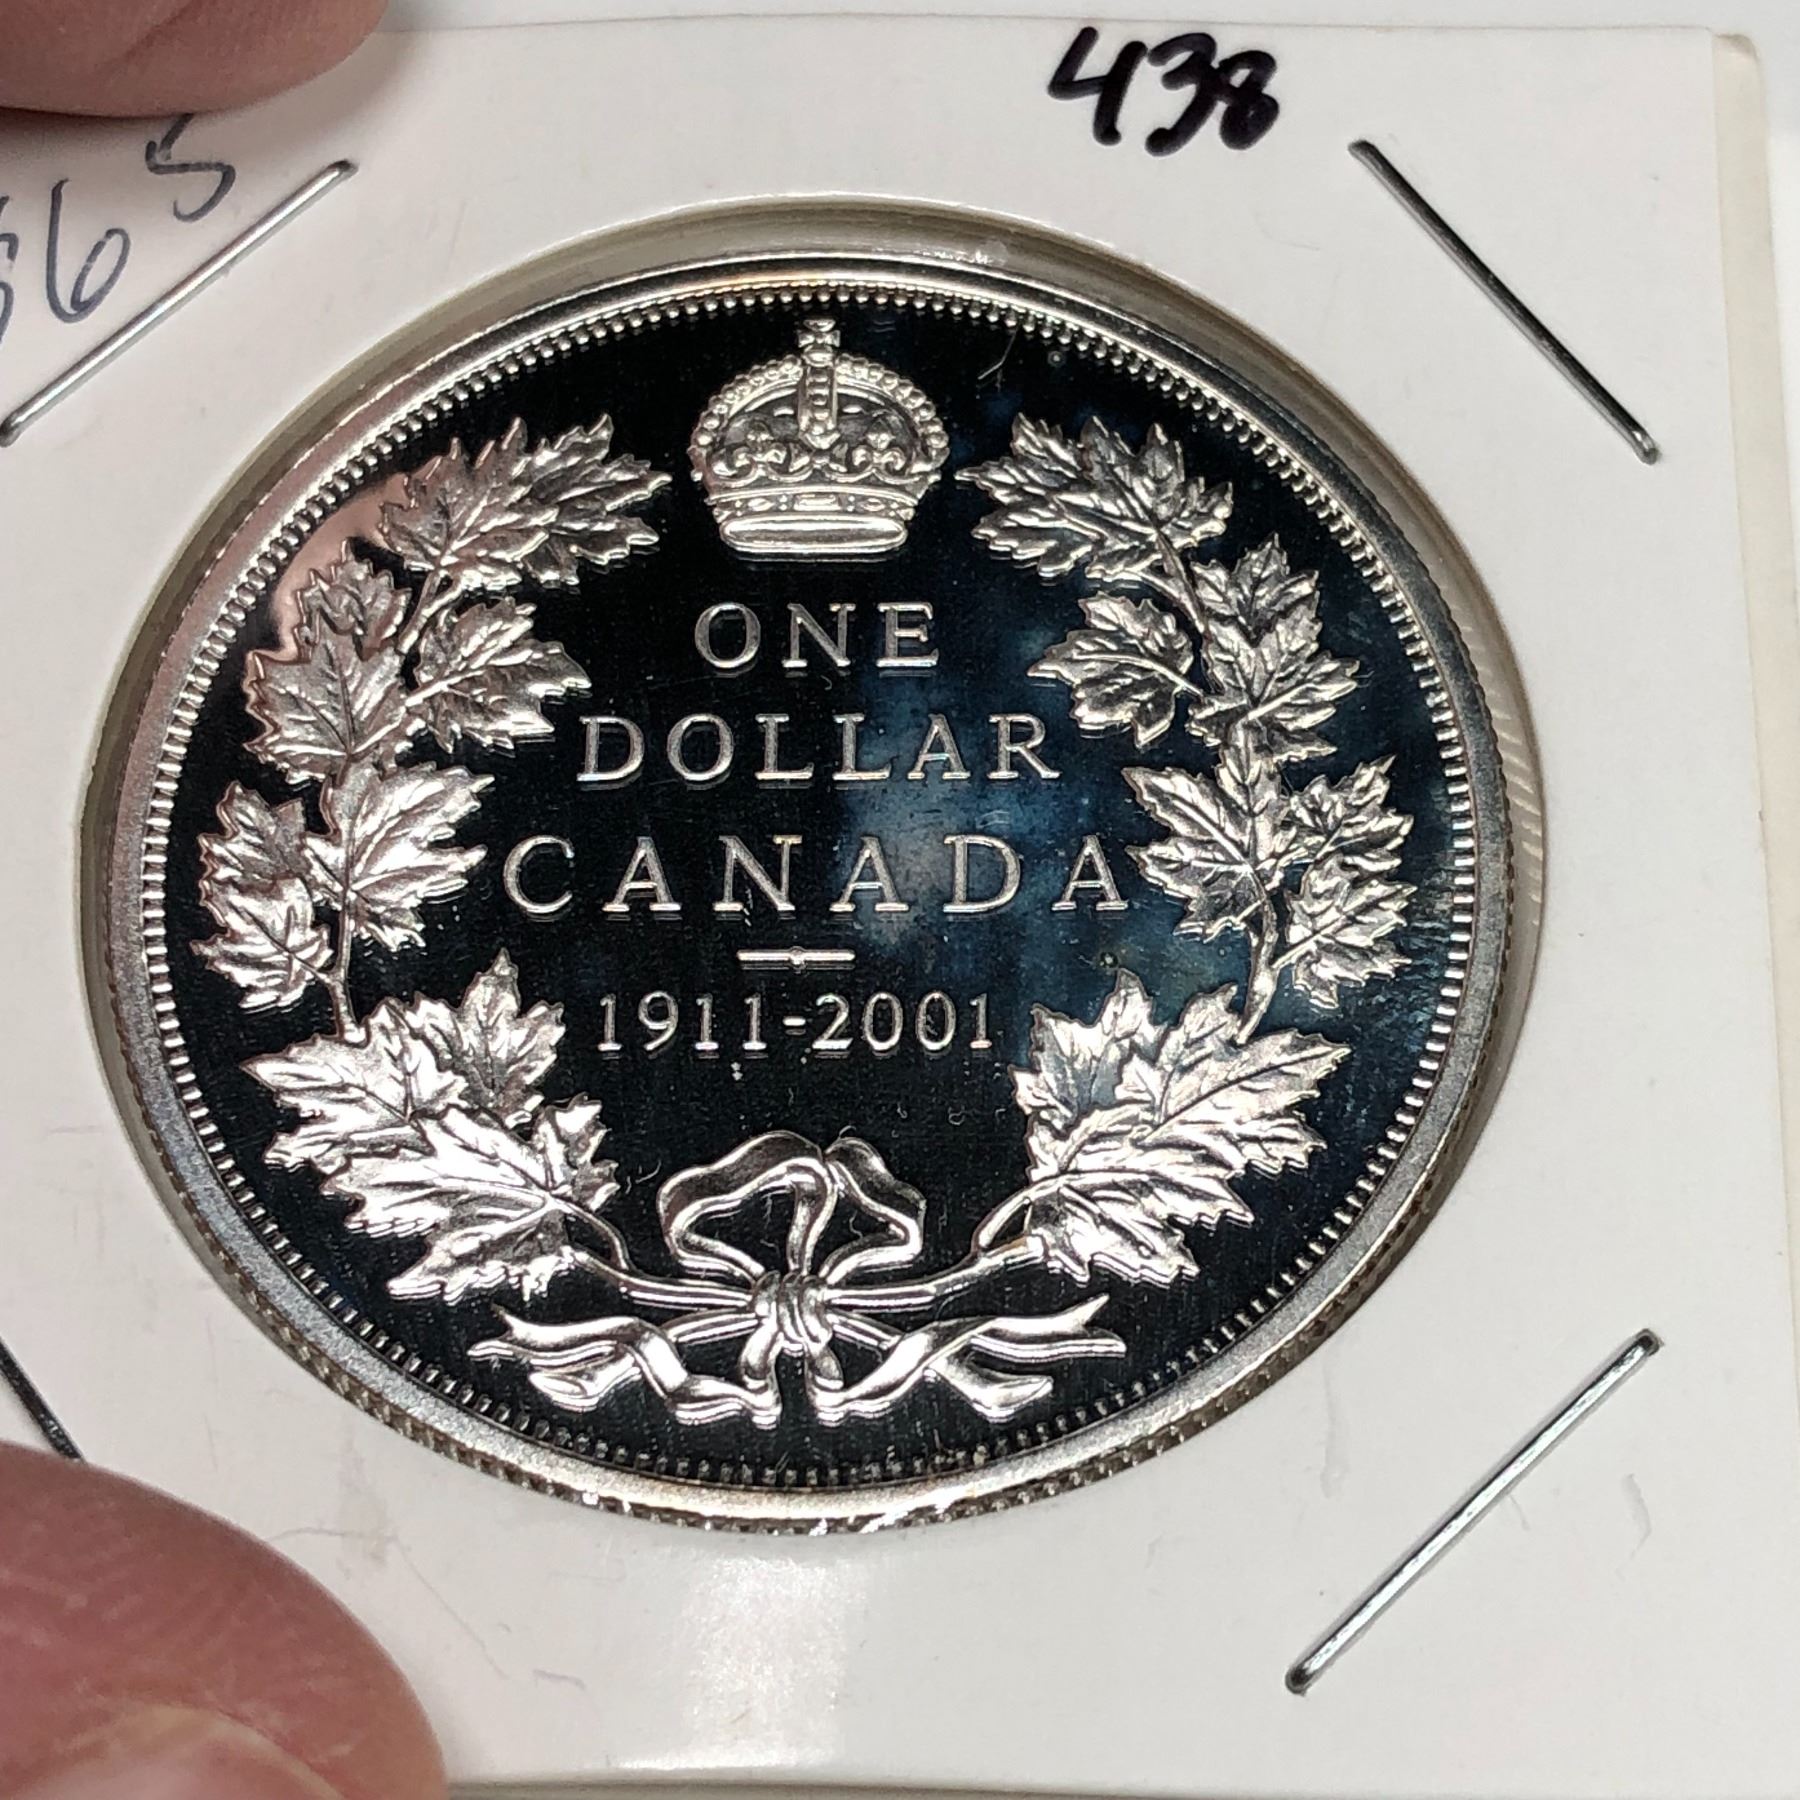 438
ONE
DOLLAR
CANADA
1911-2001